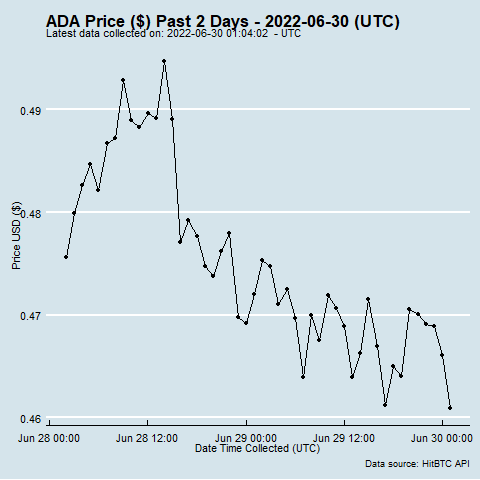 ADA Price ($) Past 2 Days - 2022-06-30 (UTC)
Latest data collected on: 2022-06-30 01:04:02 - UTC
0.49
0.48
0.47
0.46
Price USD ($)
Jun 28 00:00
Jun 28 12:00
Jun 29 00:00
Jun 29 12:00
Jun 30 00:00
Date Time Collected (UTC)
Data source: HitBTC API